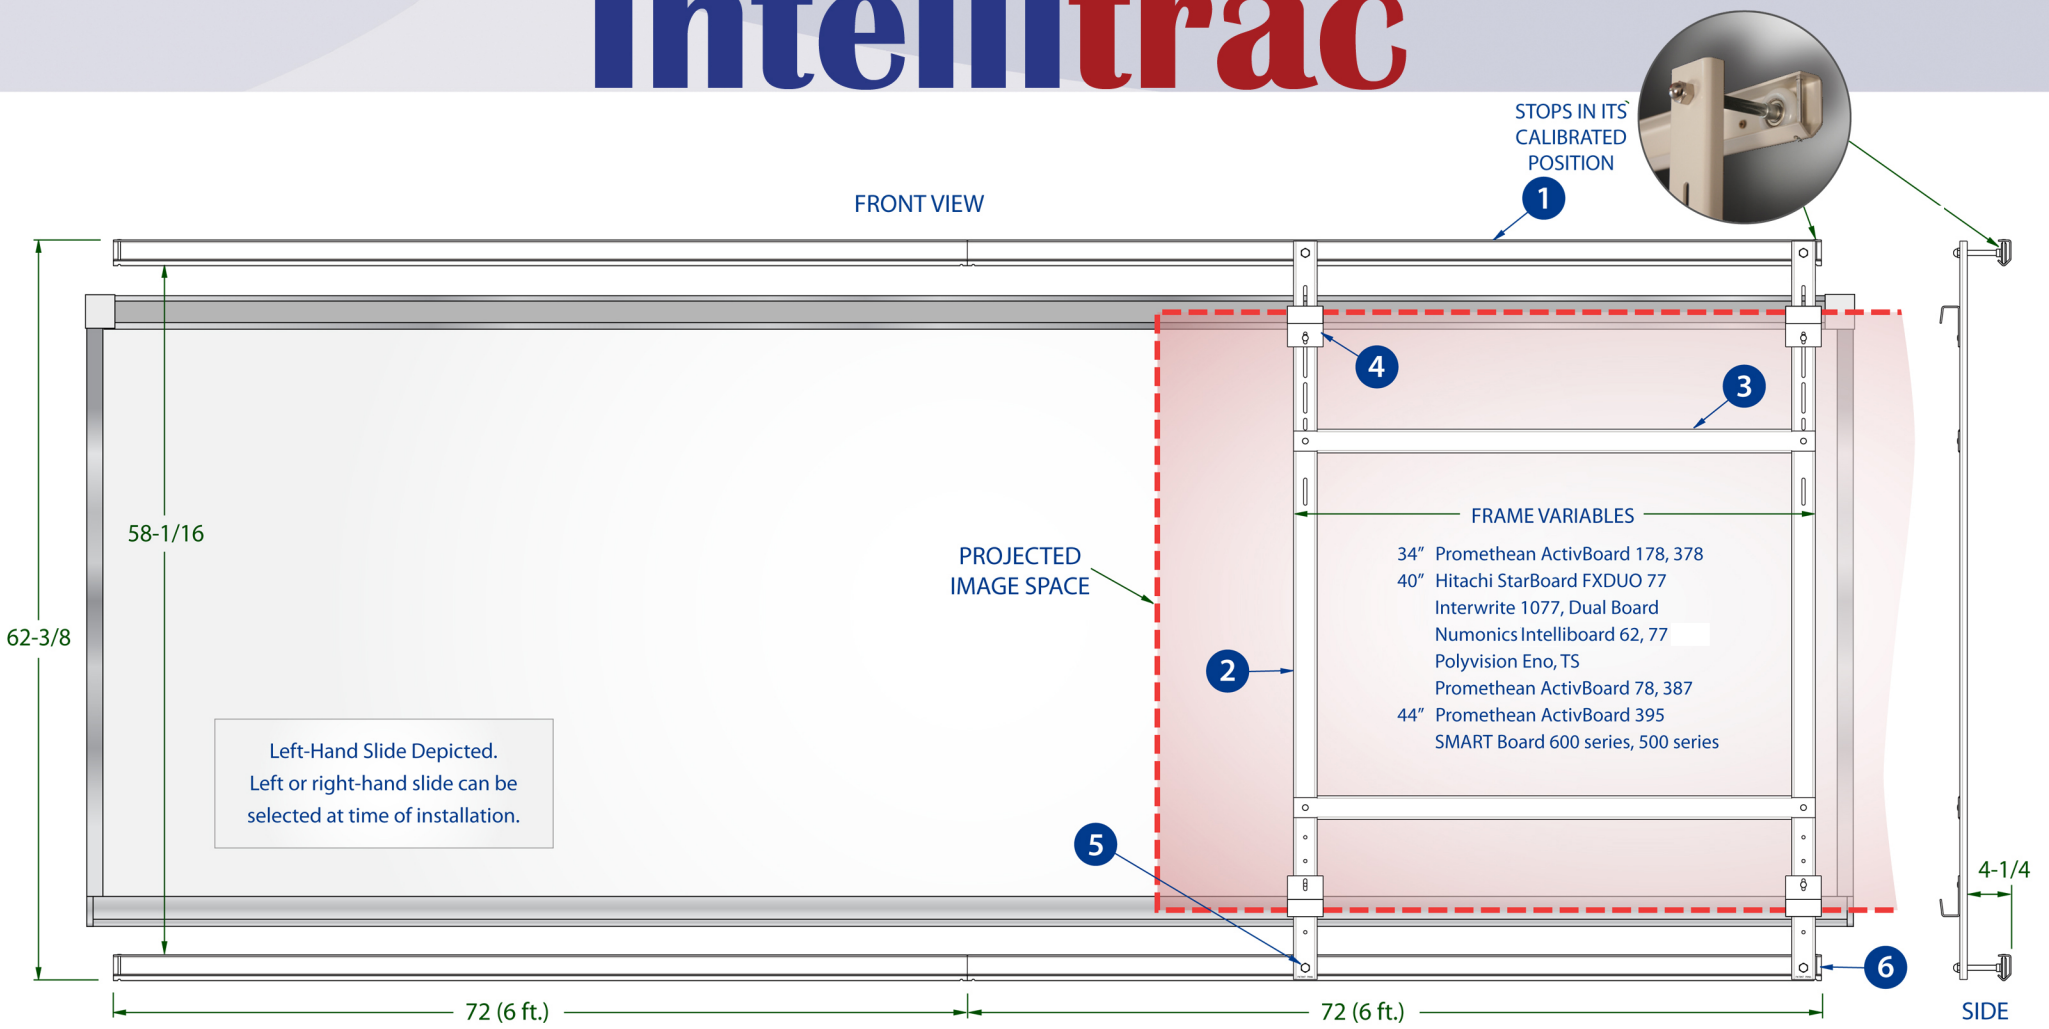 Intellitrac
STOPS IN ITS
CALIBRATED
POSITION
1
FRONT VIEW
4
3
58-1/16
62-3/8
PROJECTED
IMAGE SPACE
2
FRAME VARIABLES
34” Promethean ActivBoard 178, 378
40” Hitachi StarBoard FXDUO 77
Interwrite 1077, Dual Board
Numonics Intelliboard 62, 77
Polyvision Eno, TS
Promethean ActivBoard 78, 387
44” Promethean ActivBoard 395
SMART Board 600 series, 500 series
Left-Hand Slide Depicted.
Left or right-hand slide can be
selected at time of installation.
5
4-1/4
6
72 (6 ft.)
72 (6 ft.)
SIDE